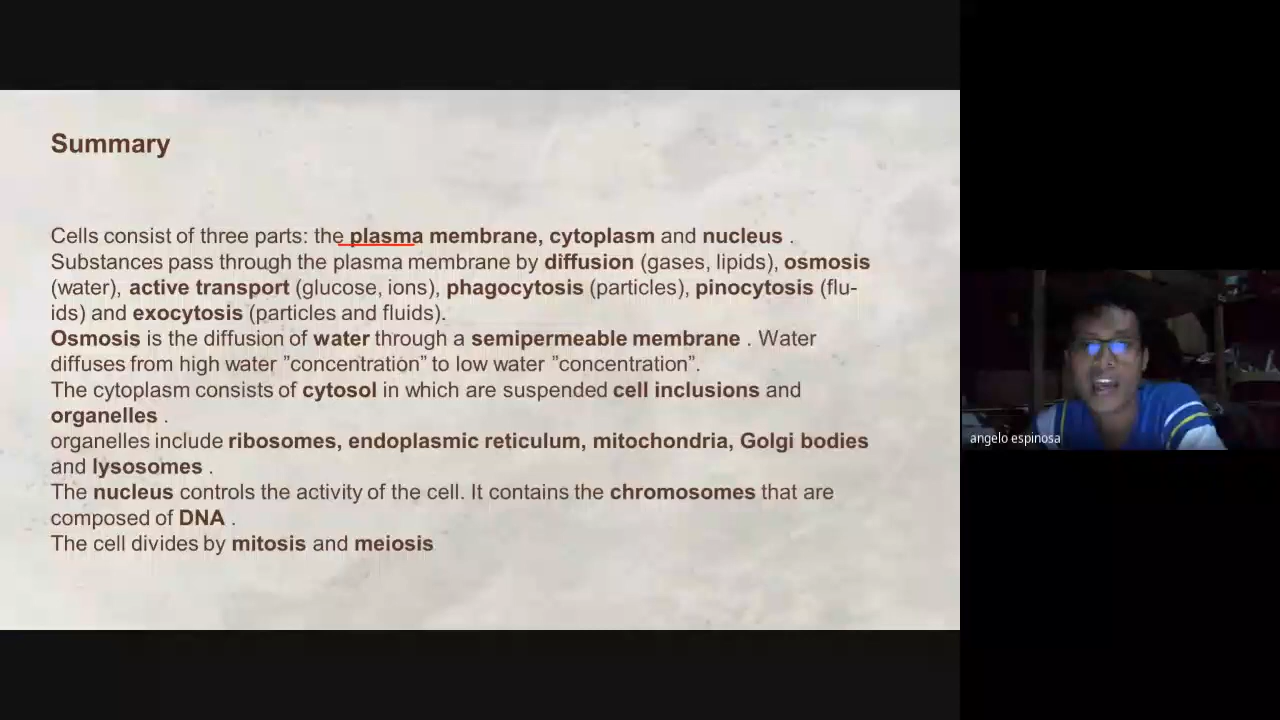 Summary
Cells consist of three parts: the plasma membrane, cytoplasm and nucleus .
Substances pass through the plasma membrane by diffusion (gases, lipids), osmosis
(water), active transport (glucose, ions), phagocytosis (particles), pinocytosis (flu-
ids) and exocytosis (particles and fluids).
Osmosis is the diffusion of water through a semipermeable membrane . Water
diffuses from high water ”concentration” to low water ”concentration”.
The cytoplasm consists of cytosol in which are suspended cell inclusions and
organelles .
organelles include ribosomes, endoplasmic reticulum, mitochondria, Golgi bodies
and lysosomes .
The nucleus controls the activity of the cell. It contains the chromosomes that are
composed of DNA .
The cell divides by mitosis and meiosis
angelo espinosa